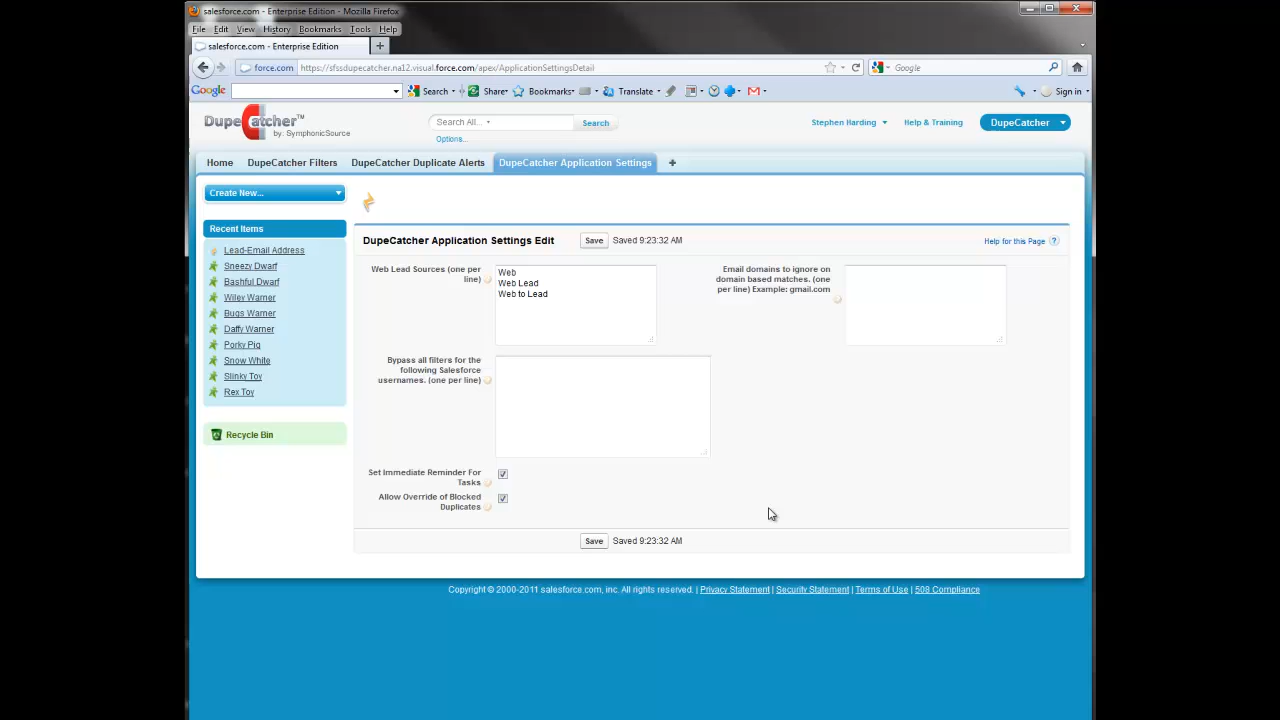 salesforce.com - Enterprise Edition - Mozilla Firefox
File Edit View History Bookmarks Tools Help
salesforce.com - Enterprise Edition
force.com https://sfssdupecatcher.na12.visual.force.com/apex/ApplicationSettingsDetail Google
Google Search Share Bookmarks Translate Sign in
DupeCatcher™
by: SymphonicSource
Search All... Search
Options...
Stephen Harding Help & Training DupeCatcher
Home DupeCatcher Filters DupeCatcher Duplicate Alerts DupeCatcher Application Settings +
Create New...
Recent Items
Lead-Email Address
Sneezy Dwarf
Bashful Dwarf
Wiley Warner
Bugs Warner
Daffy Warner
Porky Pig
Snow White
Slinky Toy
Rex Toy
Recycle Bin
DupeCatcher Application Settings Edit Save Saved 9:23:32 AM Help for this Page ?
Web Lead Sources (one per
line)
Web
Web Lead
Web to Lead
Email domains to ignore on
domain based matches. (one
per line) Example: gmail.com
Bypass all filters for the
following Salesforce
usernames. (one per line)
Set Immediate Reminder For
Tasks
Allow Override of Blocked
Duplicates
Save Saved 9:23:32 AM
Copyright © 2000-2011 salesforce.com, inc. All rights reserved. | Privacy Statement | Security Statement | Terms of Use | 508 Compliance